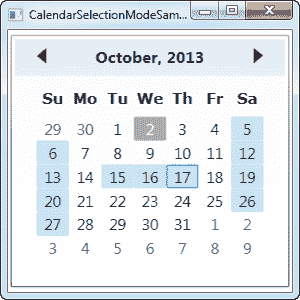 CalendarSelectionModeSam...
October, 2013
Su Mo Tu We Th Fr Sa
29 30 1 2 3 4 5
6 7 8 9 10 11 12
13 14 15 16 17 18 19
20 21 22 23 24 25 26
27 28 29 30 31 1 2
3 4 5 6 7 8 9